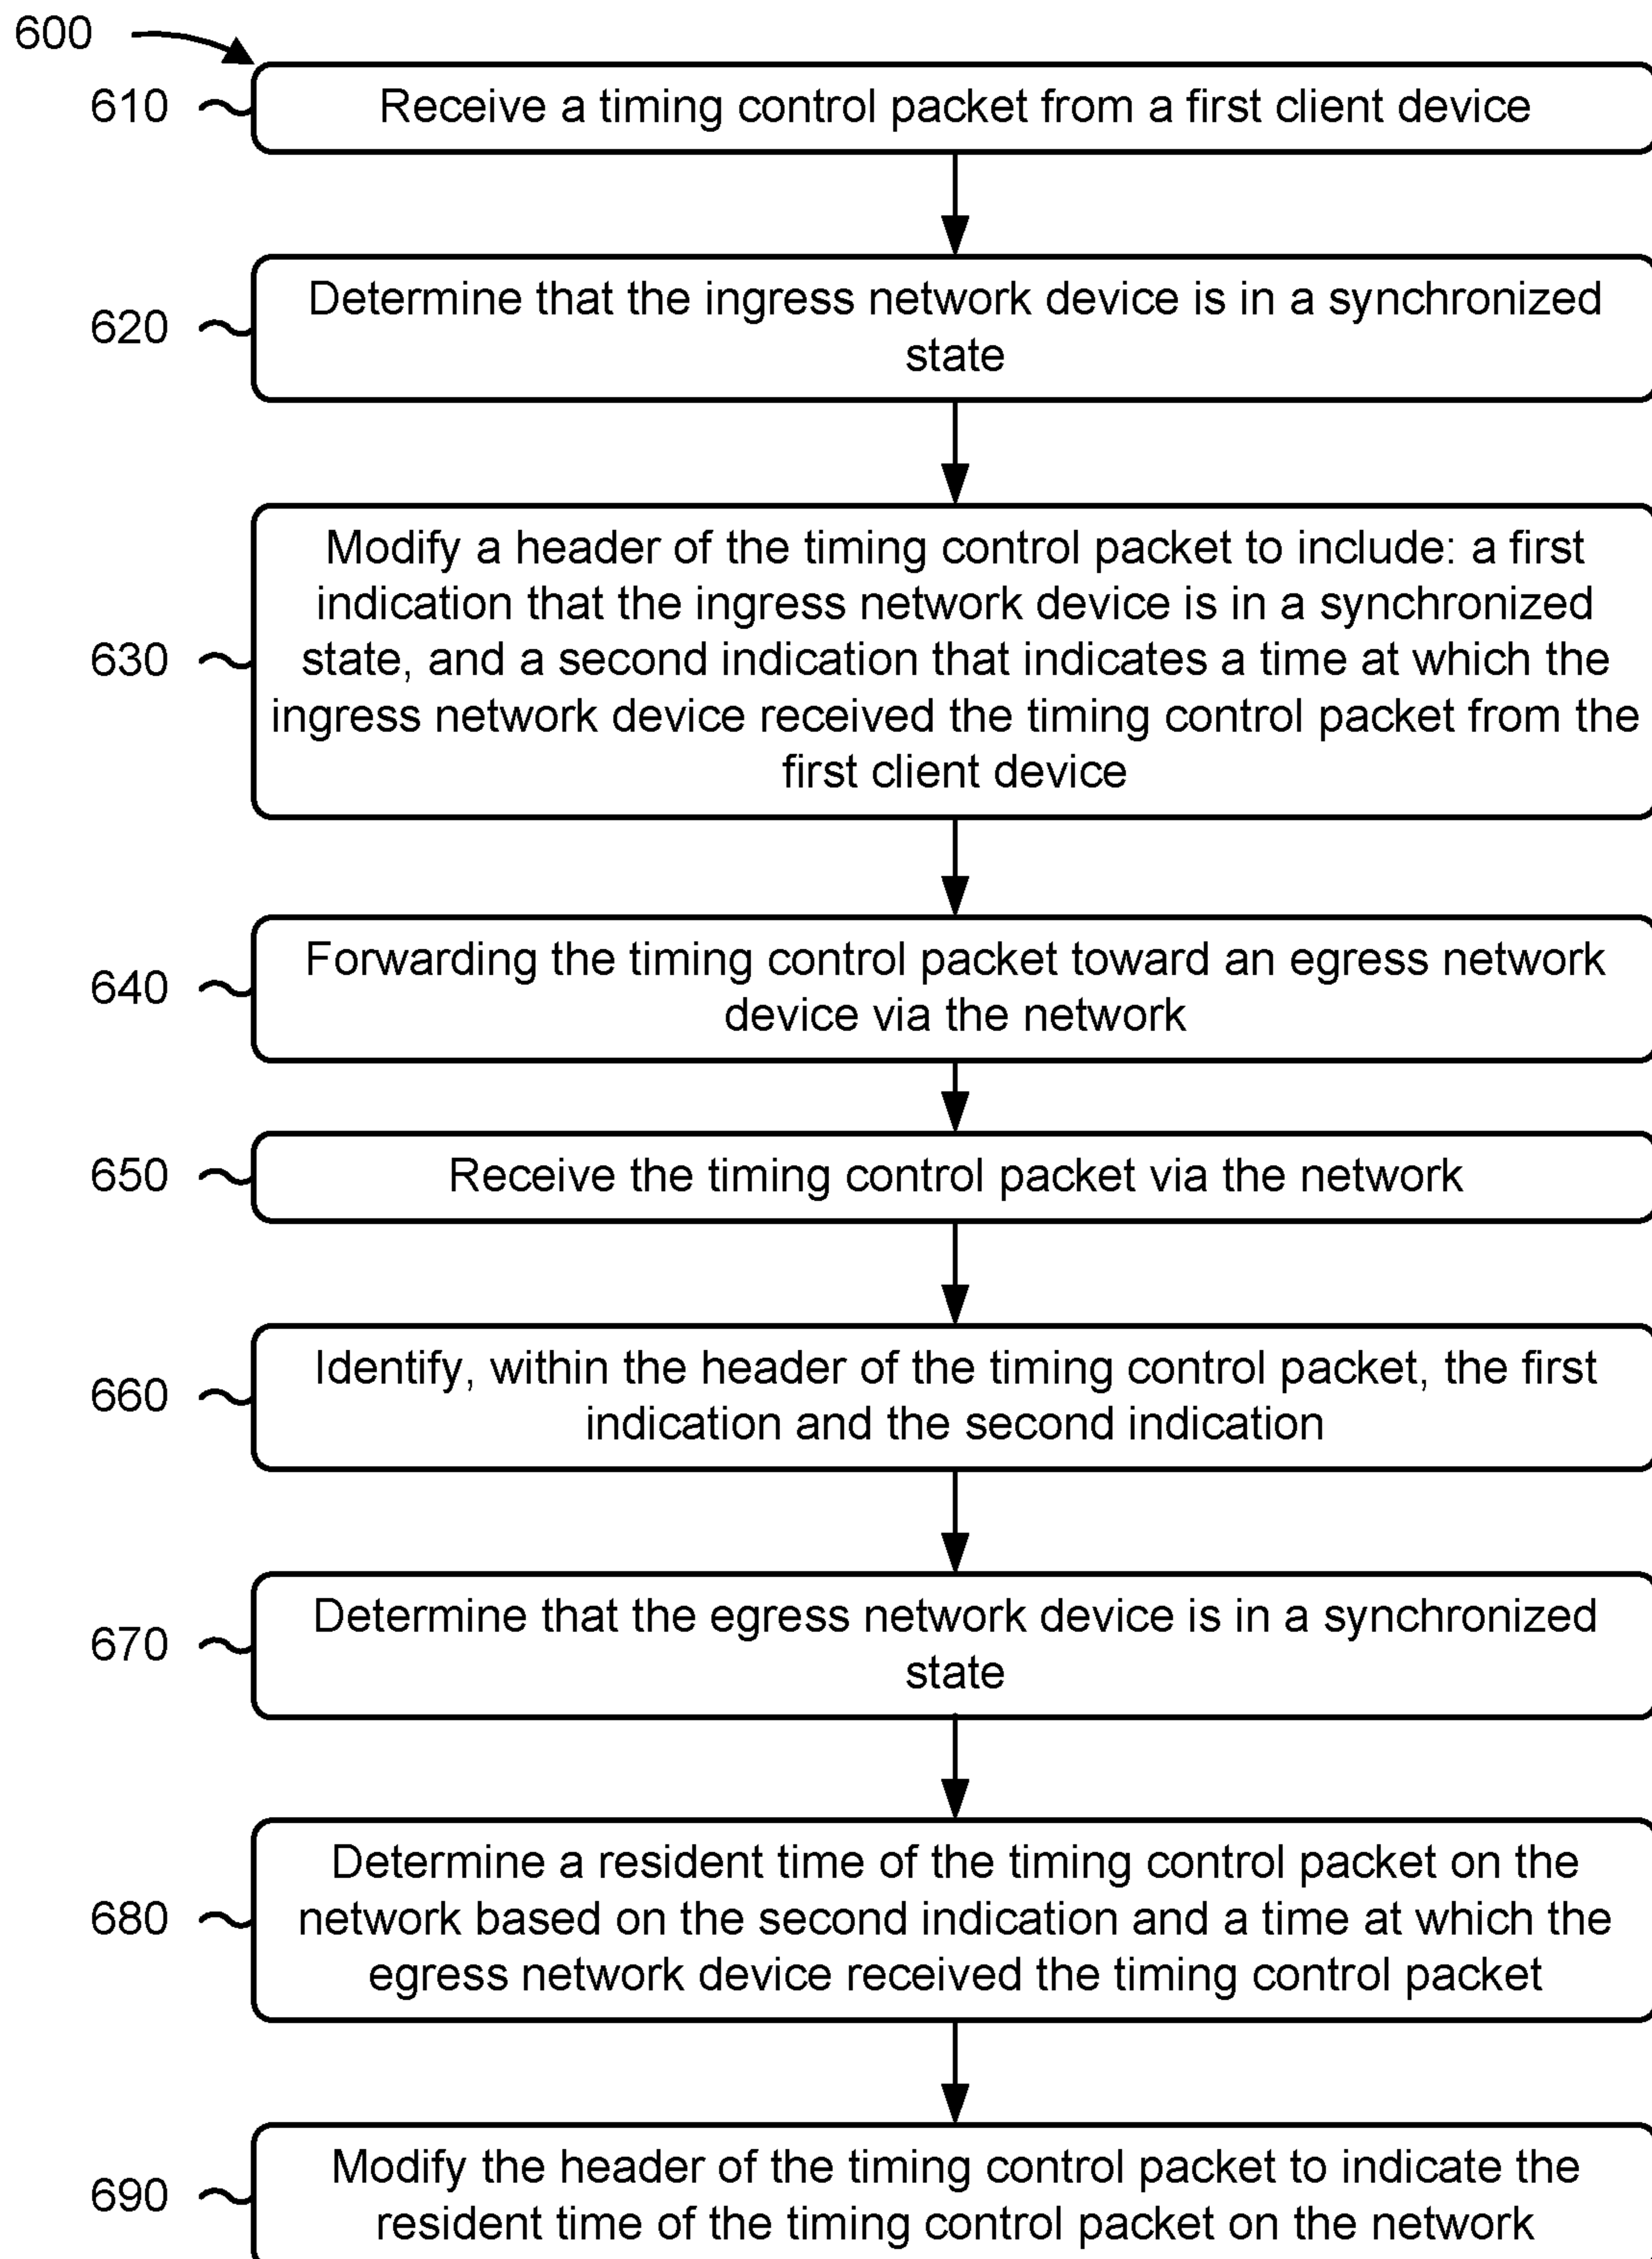 600
610
Receive a timing control packet from a first client device
620
Determine that the ingress network device is in a synchronized
state
630
Modify a header of the timing control packet to include: a first
indication that the ingress network device is in a synchronized
state, and a second indication that indicates a time at which the
ingress network device received the timing control packet from the
first client device
640
Forwarding the timing control packet toward an egress network
device via the network
650
Receive the timing control packet via the network
660
Identify, within the header of the timing control packet, the first
indication and the second indication
670
Determine that the egress network device is in a synchronized
state
680
Determine a resident time of the timing control packet on the
network based on the second indication and a time at which the
egress network device received the timing control packet
690
Modify the header of the timing control packet to indicate the
resident time of the timing control packet on the network